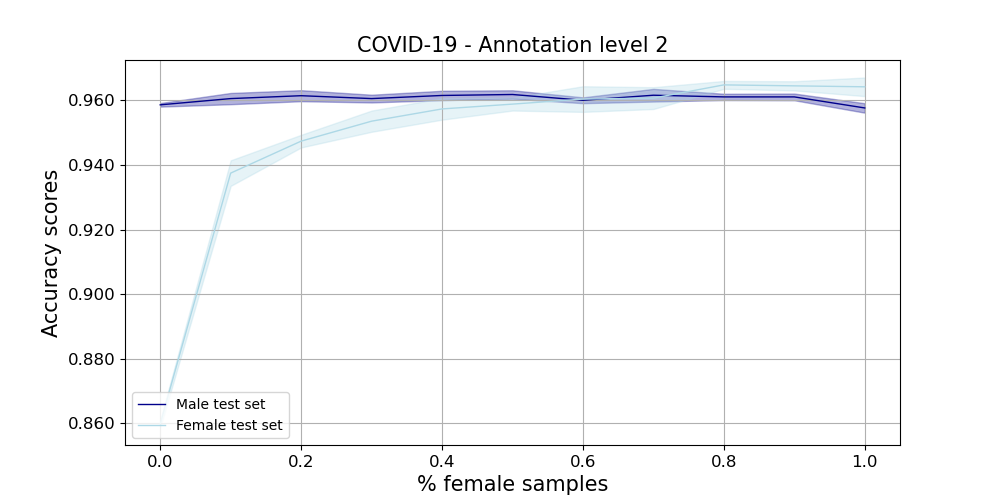 COVID-19 - Annotation level 2
Accuracy scores
0.960
0.940
0.920
0.900
0.880
0.860
Male test set
Female test set
0.0 0.2 0.4 0.6 0.8 1.0
% female samples